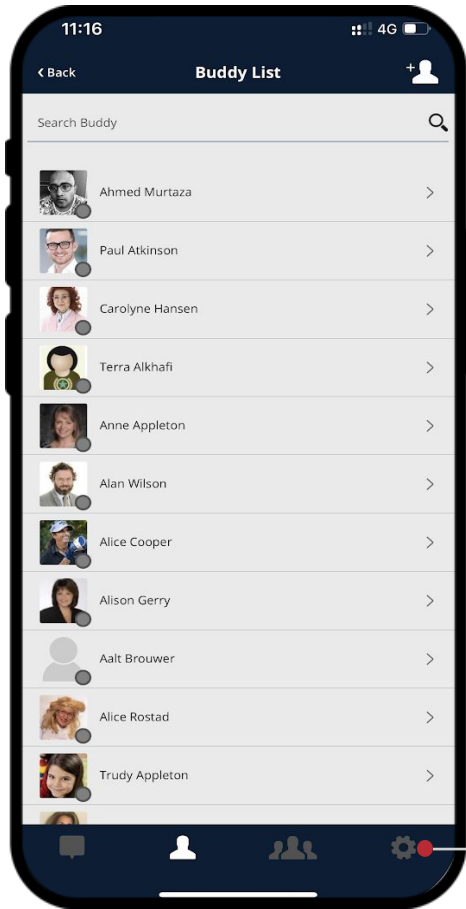 11:16
4G
Back
Buddy List
Search Buddy
Ahmed Murtaza
Paul Atkinson
Carolyne Hansen
Terra Alkhafi
Anne Appleton
Alan Wilson
Alice Cooper
Alison Gerry
Aalt Brouwer
Alice Rostad
Trudy Appleton